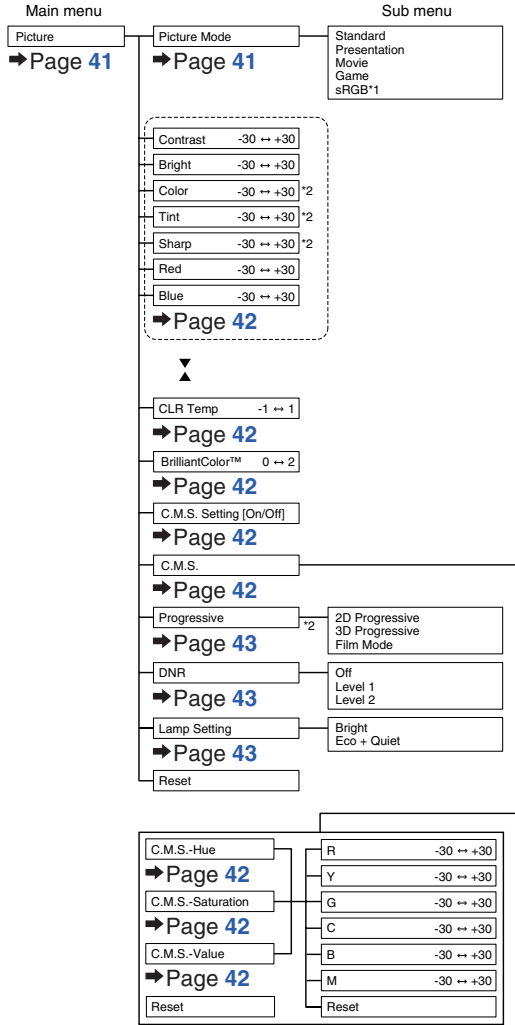 Main menu
Sub menu
Picture
➡Page 41
Picture Mode
➡Page 41
Standard
Presentation
Movie
Game
sRGB*1
Contrast -30 ↔ +30
Bright -30 ↔ +30
Color -30 ↔ +30 *2
Tint -30 ↔ +30 *2
Sharp -30 ↔ +30 *2
Red -30 ↔ +30
Blue -30 ↔ +30
➡Page 42
CLR Temp -1 ↔ 1
➡Page 42
BrilliantColor™ 0 ↔ 2
➡Page 42
C.M.S. Setting [On/Off]
➡Page 42
C.M.S.
➡Page 42
Progressive *2
➡Page 43
2D Progressive
3D Progressive
Film Mode
DNR
➡Page 43
Off
Level 1
Level 2
Lamp Setting
➡Page 43
Bright
Eco + Quiet
Reset
C.M.S.-Hue
➡Page 42
C.M.S.-Saturation
➡Page 42
C.M.S.-Value
➡Page 42
Reset
R -30 ↔ +30
Y -30 ↔ +30
G -30 ↔ +30
C -30 ↔ +30
B -30 ↔ +30
M -30 ↔ +30
Reset